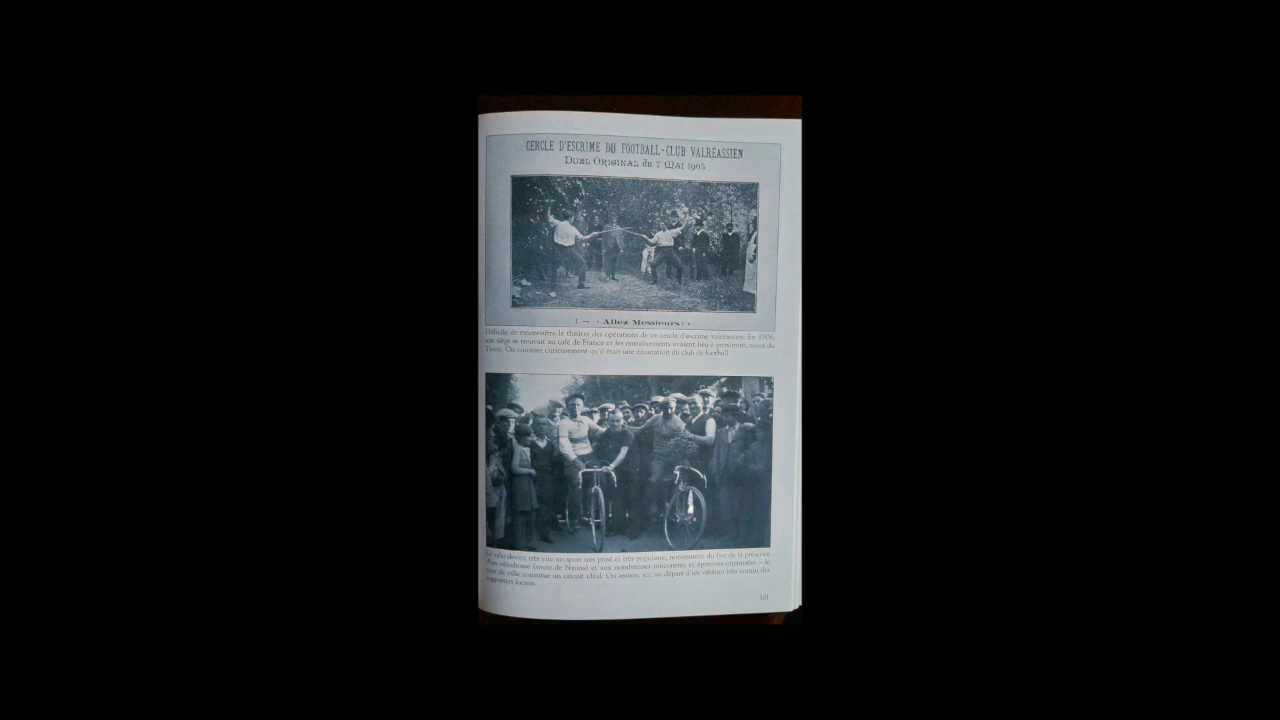 CERCLE D'ESCRIME DU FOOTBALL-CLUB VALREASSIEN
DUEL ORIGINAL du 7 MAI 1905
Allez Messieurs!
Difficile de reconnaître le théâtre des opérations de ce cercle d'escrime valréassien. En 1906,
son siège se trouvait au café de France et les entraînements avaient lieu à proximité, cours du
Tivoli. On constate curieusement qu'il était une émanation du club de football.
Le vélo devint très vite un sport très prisé et très populaire, notamment du fait de la présence
d'un vélodrome (route de Nyons) et aux nombreuses rencontres et épreuves organisées – le
tour de ville constitue un circuit idéal. On assiste, ici, au départ d'un vétéran très connu des
supporters locaux.
101